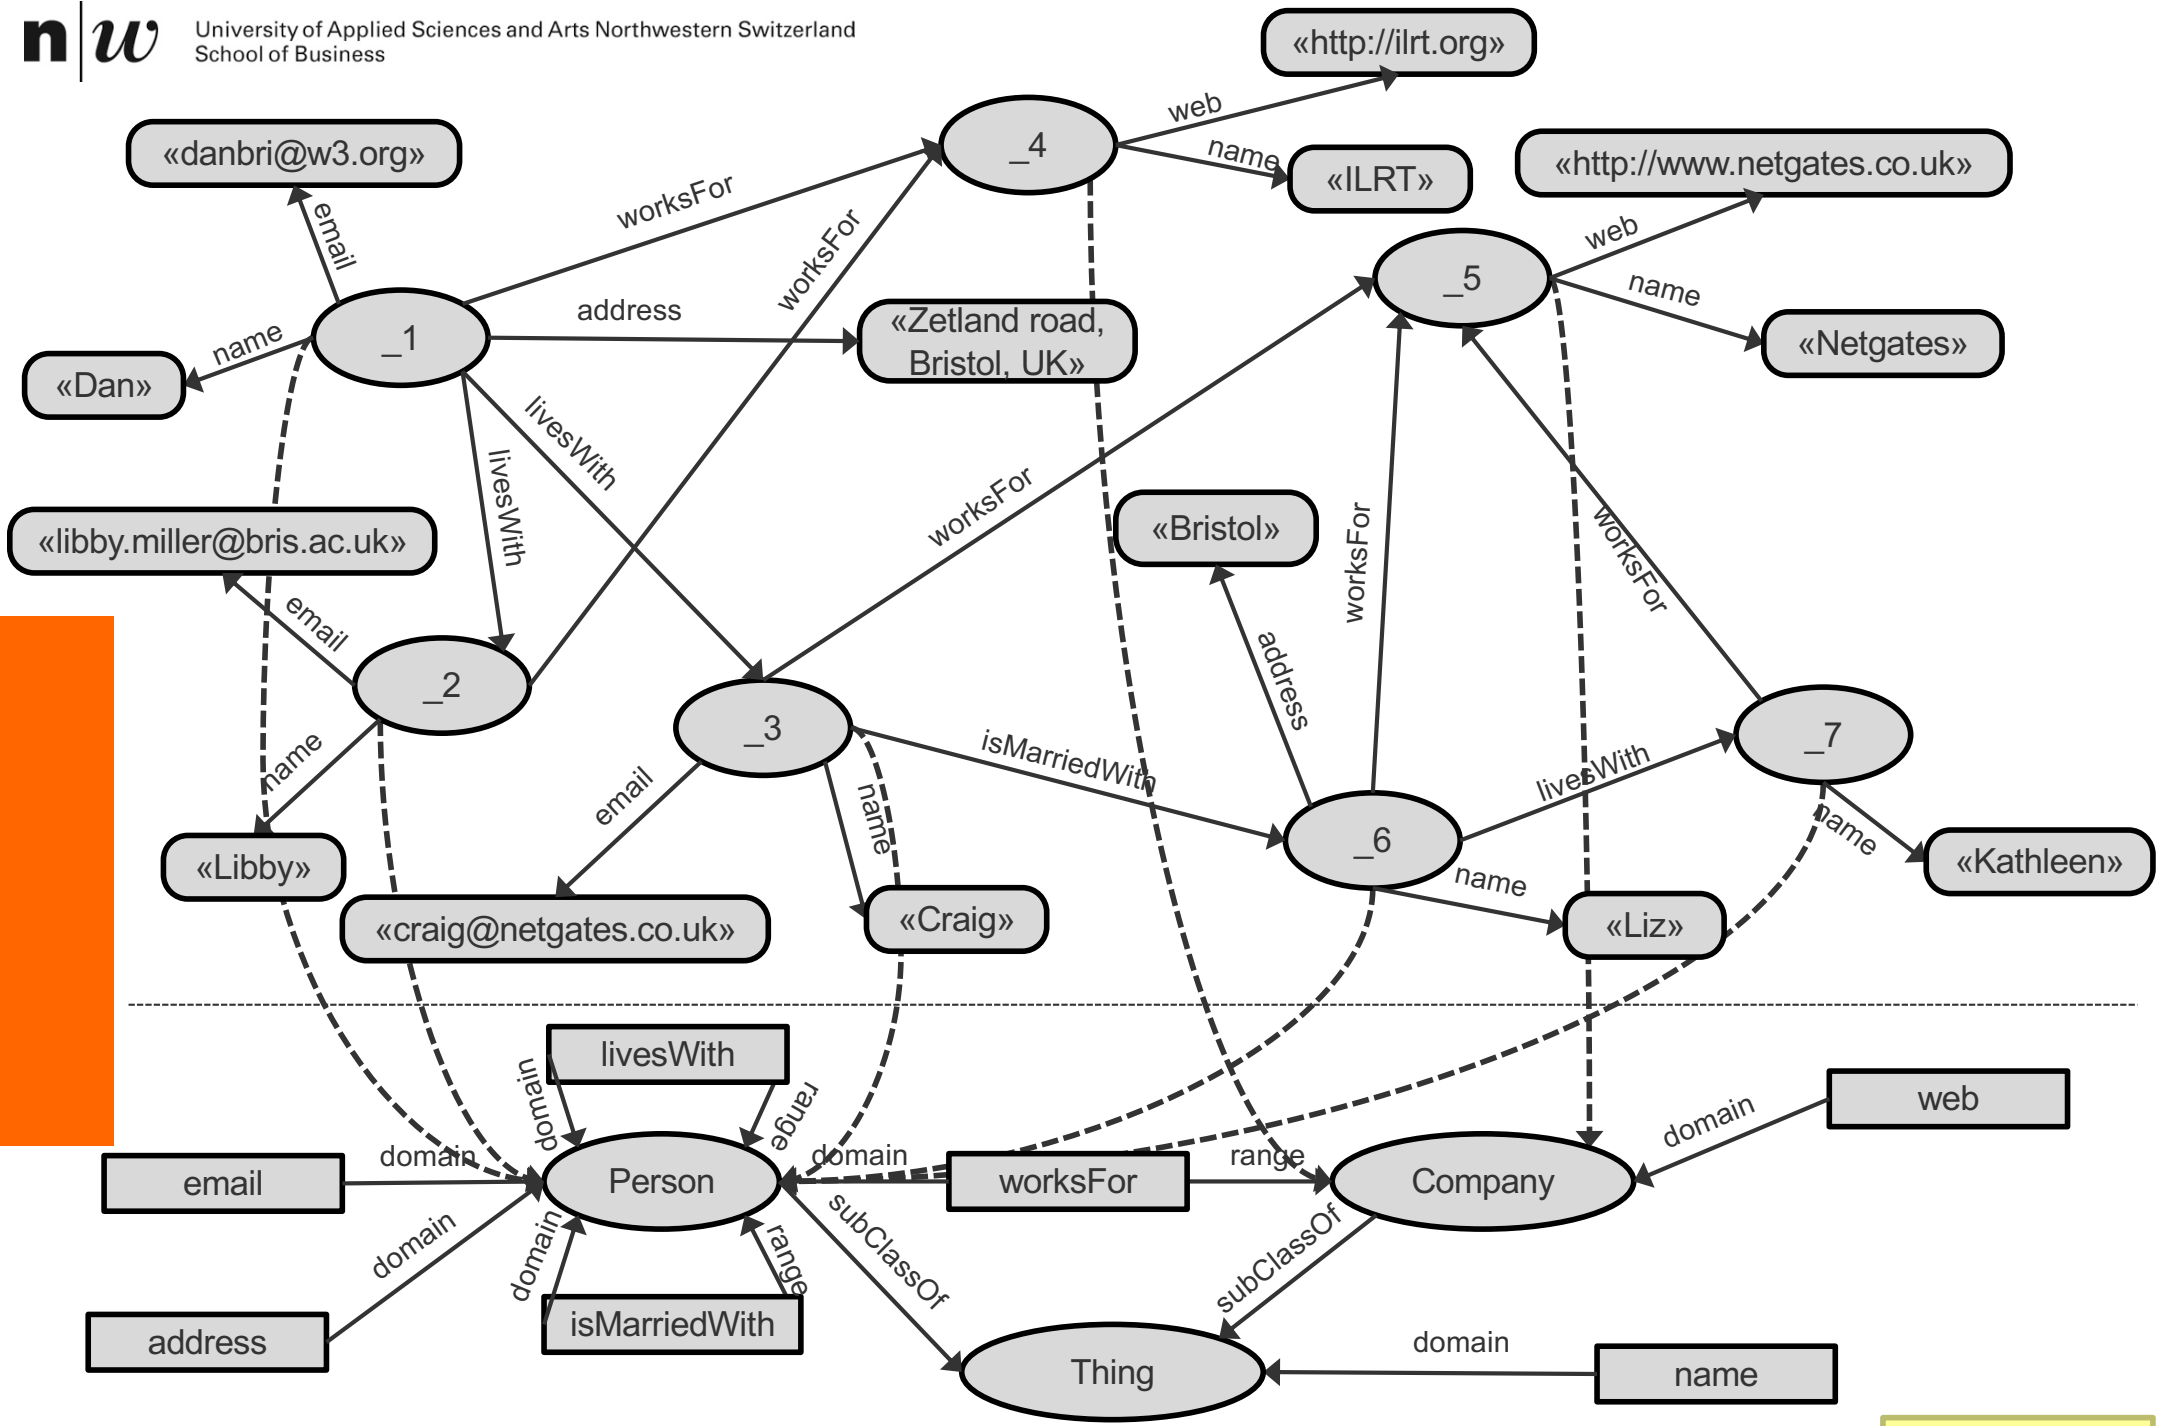 n|w University of Applied Sciences and Arts Northwestern Switzerland
School of Business
«http://ilrt.org»
web
_4
name
«ILRT»
«danbri@w3.org»
«http://www.netgates.co.uk»
email
worksFor
worksFor
web
_5
name
_1
address
«Zetland road,
Bristol, UK»
name
«Dan»
«Netgates»
livesWith
livesWith
worksFor
«Bristol»
worksFor
worksFor
«libby.miller@bris.ac.uk»
email
_2
address
_3
isMarriedWith
livesWith
_7
name
email
name
_6
name
«Libby»
name
«Kathleen»
«craig@netgates.co.uk»
«Craig»
«Liz»
livesWith
domain
range
web
domain
email
domain
Person
domain
worksFor
range
Company
domain
domain
range
subClassOf
subClassOf
address
isMarriedWith
Thing
domain
name